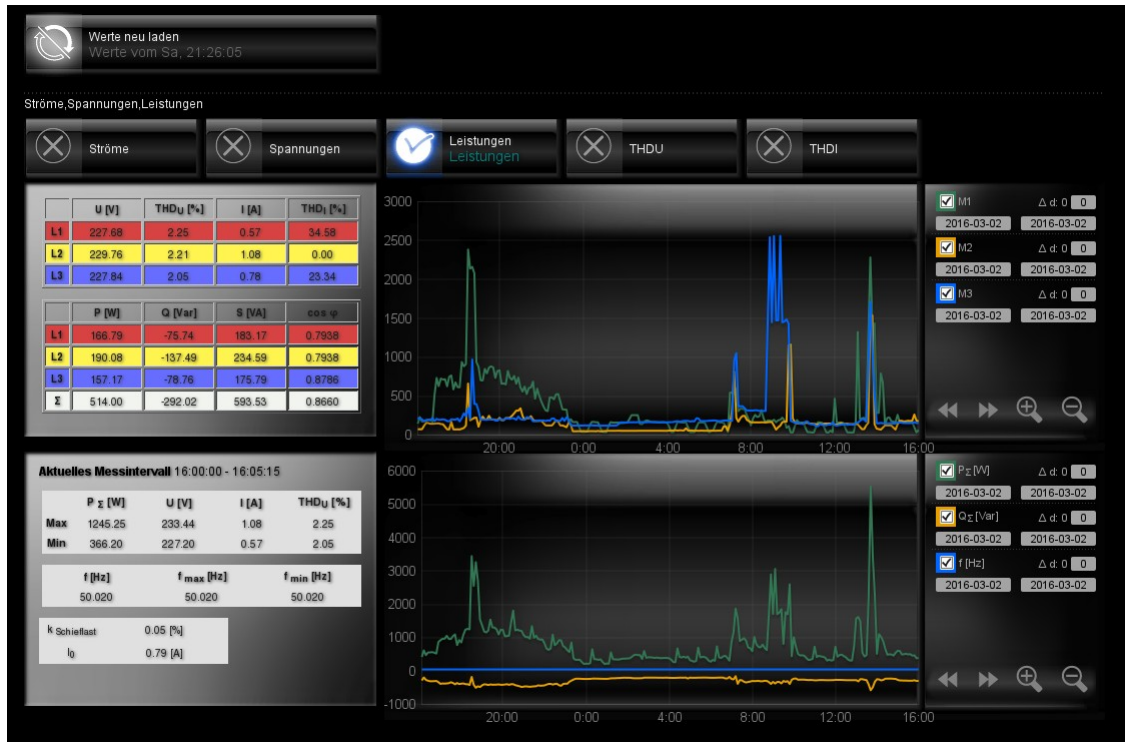 Werte neu laden
Werte vom Sa, 21:26:05
Ströme,Spannungen,Leistungen
Ströme
Spannungen
Leistungen
Leistungen
THDU
THDI
U [V] THDU [%] I [A] THDI [%]
L1 227.68 2.25 0.57 34.58
L2 229.76 2.21 1.08 0.00
L3 227.84 2.05 0.78 23.34
P [W] Q [Var] S [VA] cos φ
L1 166.79 -75.74 183.17 0.7938
L2 190.08 -137.49 234.59 0.7938
L3 157.17 -78.76 175.79 0.8786
Σ 514.00 -292.02 593.53 0.8660
3000
2500
2000
1500
1000
500
0
20:00 0:00 4:00 8:00 12:00 16:00
M1 Δ d: 0 0
2016-03-02 2016-03-02
M2 Δ d: 0 0
2016-03-02 2016-03-02
M3 Δ d: 0 0
2016-03-02 2016-03-02
Aktuelles Messintervall 16:00:00 - 16:05:15
P Σ [W] U [V] I [A] THDU [%]
Max 1245.25 233.44 1.08 2.25
Min 366.20 227.20 0.57 2.05
f [Hz] f max [Hz] f min [Hz]
50.020 50.020 50.020
k Schieflast 0.05 [%]
I0 0.79 [A]
6000
5000
4000
3000
2000
1000
0
-1000
20:00 0:00 4:00 8:00 12:00 16:00
PΣ [W] Δ d: 0 0
2016-03-02 2016-03-02
QΣ [Var] Δ d: 0 0
2016-03-02 2016-03-02
f [Hz] Δ d: 0 0
2016-03-02 2016-03-02